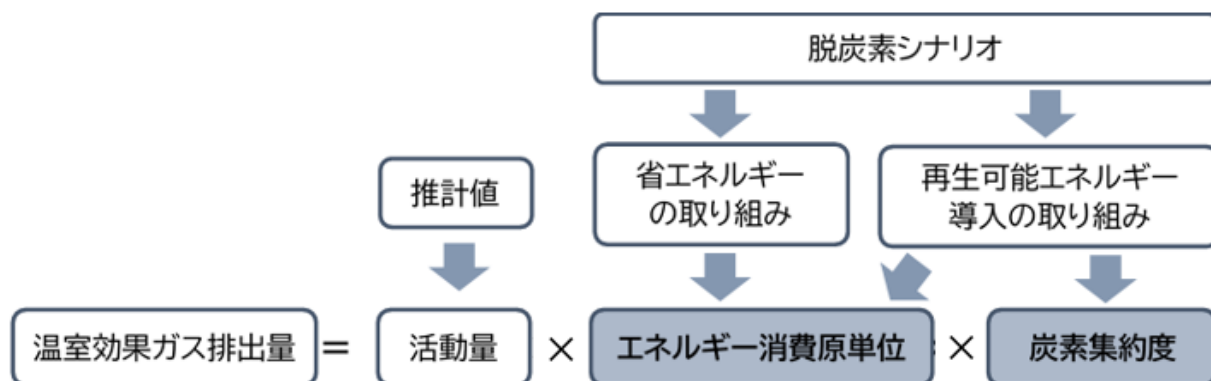 脱炭素シナリオ
推計値
省エネルギー
の取り組み
再生可能エネルギー
導入の取り組み
温室効果ガス排出量 = 活動量 × エネルギー消費原単位 × 炭素集約度